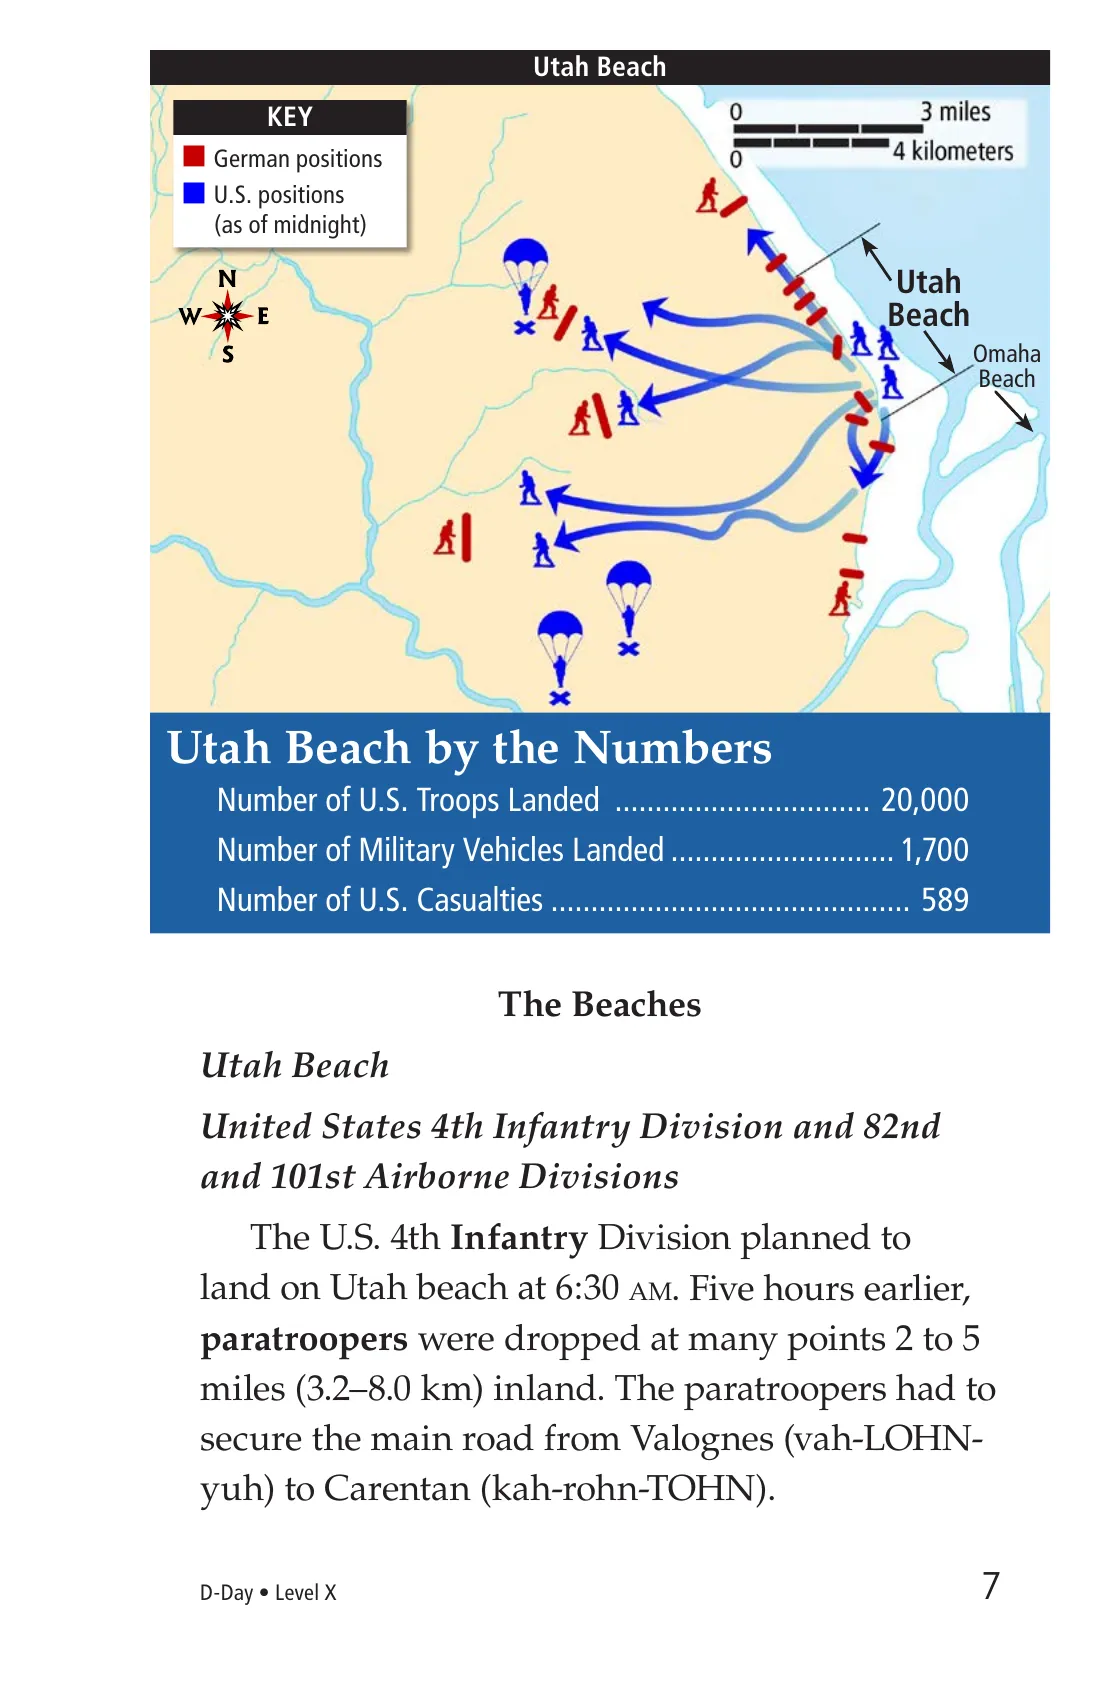 Utah Beach
KEY
German positions
U.S. positions
(as of midnight)
N
W E
S
0 3 miles
4 kilometers
0
Utah
Beach
Omaha
Beach
Utah Beach by the Numbers
Number of U.S. Troops Landed ................................ 20,000
Number of Military Vehicles Landed ............................ 1,700
Number of U.S. Casualties ............................................. 589
The Beaches
Utah Beach
United States 4th Infantry Division and 82nd
and 101st Airborne Divisions
The U.S. 4th Infantry Division planned to
land on Utah beach at 6:30 AM. Five hours earlier,
paratroopers were dropped at many points 2 to 5
miles (3.2–8.0 km) inland. The paratroopers had to
secure the main road from Valognes (vah-LOHN-
yuh) to Carentan (kah-rohn-TOHN).
D-Day • Level X 7